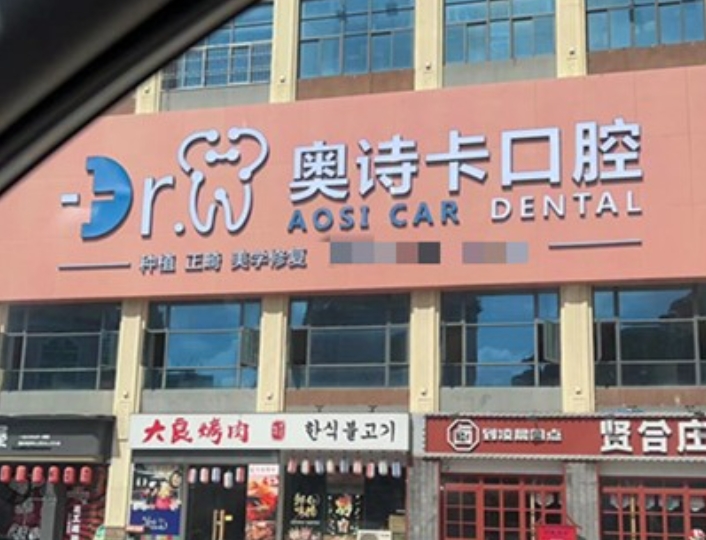 Dr.
奥诗卡口腔
AOSI CAR DENTAL
种植 正畸 美学修复
大良烤肉 한식불고기
贤合庄